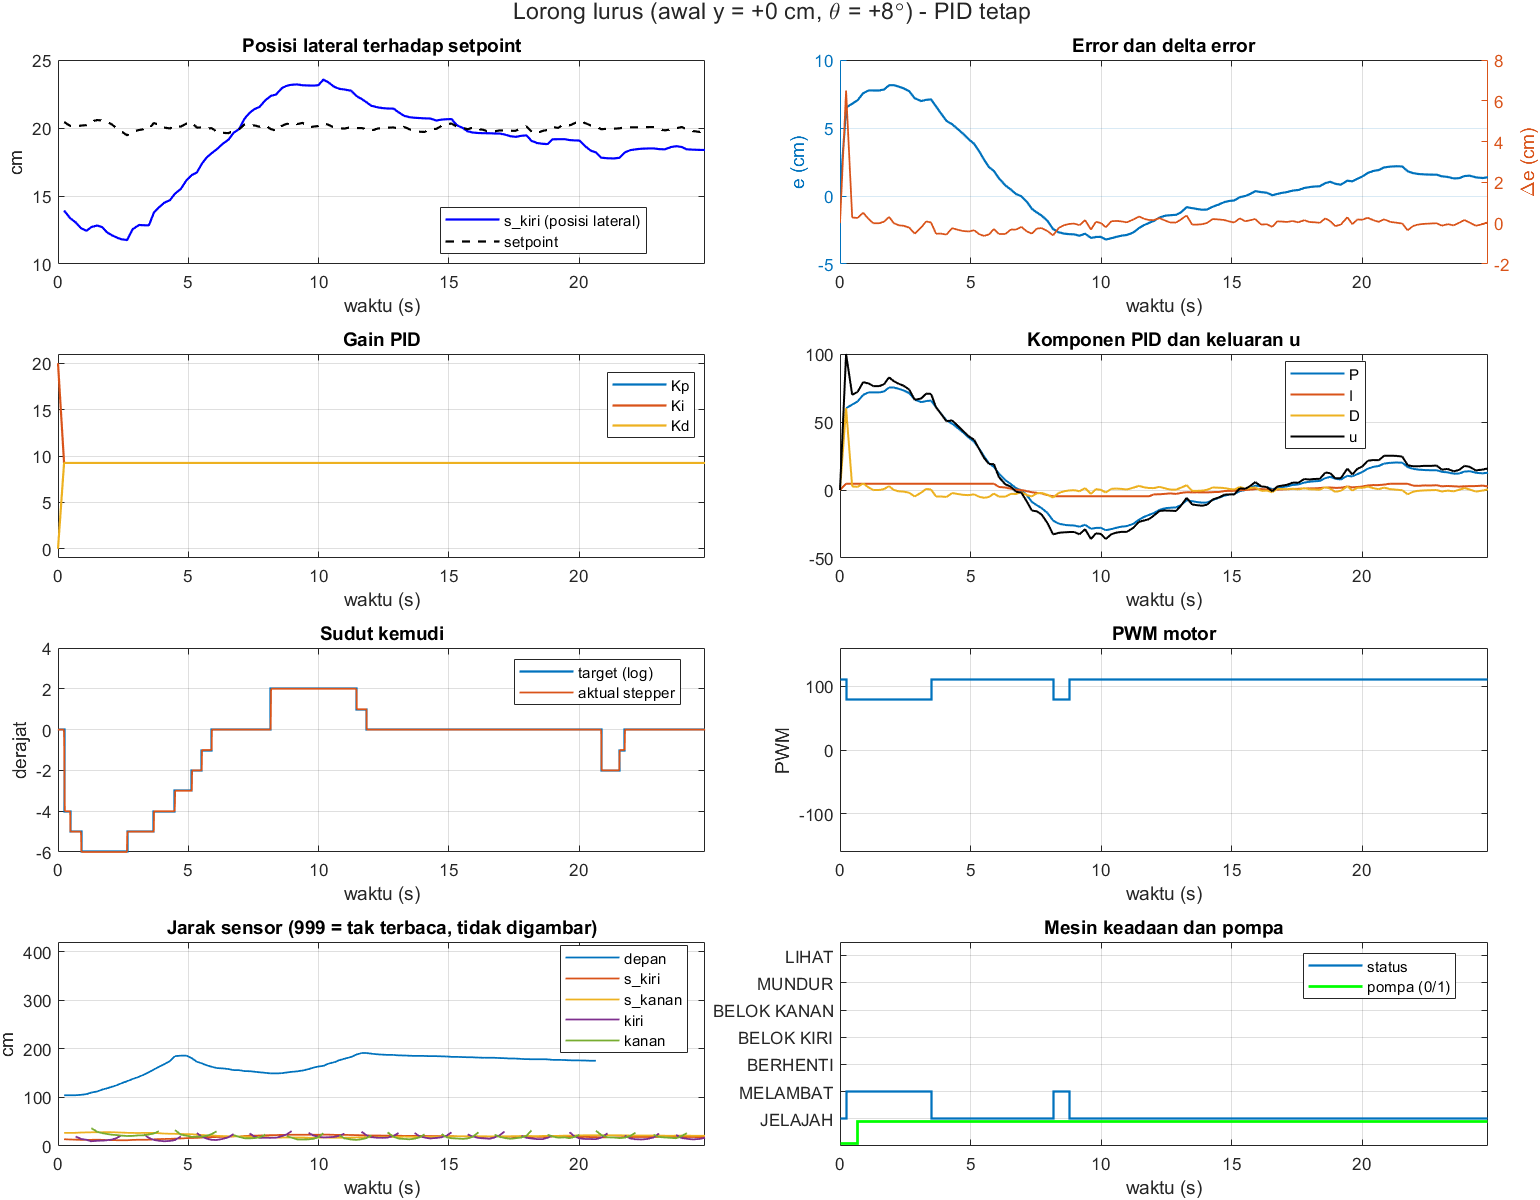 Lorong lurus (awal y = +0 cm, θ = +8°) - PID tetap
Posisi lateral terhadap setpoint
25
20
15
10
cm
0
5
10
15
20
waktu (s)
s_kiri (posisi lateral)
setpoint
Error dan delta error
10
5
0
-5
e (cm)
8
6
4
2
0
-2
Δe (cm)
0
5
10
15
20
waktu (s)
Gain PID
20
15
10
5
0
0
5
10
15
20
waktu (s)
Kp
Ki
Kd
Komponen PID dan keluaran u
100
50
0
-50
0
5
10
15
20
waktu (s)
P
I
D
u
Sudut kemudi
4
2
0
-2
-4
-6
derajat
0
5
10
15
20
waktu (s)
target (log)
aktual stepper
PWM motor
100
0
-100
PWM
0
5
10
15
20
waktu (s)
Jarak sensor (999 = tak terbaca, tidak digambar)
400
300
200
100
0
cm
0
5
10
15
20
waktu (s)
depan
s_kiri
s_kanan
kiri
kanan
Mesin keadaan dan pompa
LIHAT
MUNDUR
BELOK KANAN
BELOK KIRI
BERHENTI
MELAMBAT
JELAJAH
0
5
10
15
20
waktu (s)
status
pompa (0/1)